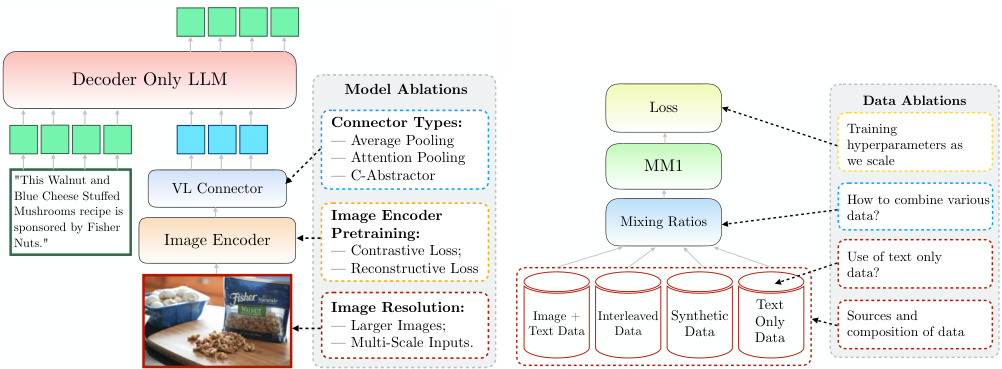 Decoder Only LLM
"This Walnut and
Blue Cheese Stuffed
Mushrooms recipe is
sponsored by Fisher
Nuts."
VL Connector
Image Encoder
Fisher
WALNUT
Model Ablations
Connector Types:
— Average Pooling
— Attention Pooling
— C-Abstractor
Image Encoder
Pretraining:
— Contrastive Loss;
— Reconstructive Loss
Image Resolution:
— Larger Images;
— Multi-Scale Inputs.
Loss
MM1
Mixing Ratios
Image +
Text Data
Interleaved
Data
Synthetic
Data
Text
Only
Data
Data Ablations
Training
hyperparameters as
we scale
How to combine various
data?
Use of text only
data?
Sources and
composition of data